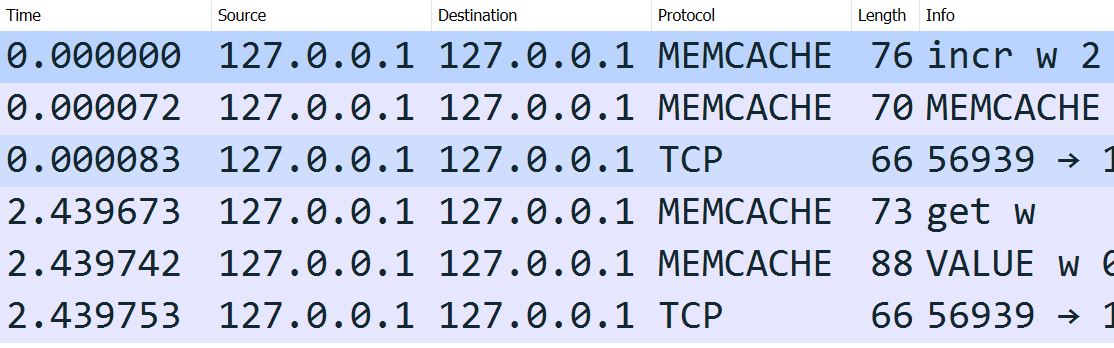 Time Source Destination Protocol Length Info
0.000000 127.0.0.1 127.0.0.1 MEMCACHE 76 incr w 2
0.000072 127.0.0.1 127.0.0.1 MEMCACHE 70 MEMCACHE
0.000083 127.0.0.1 127.0.0.1 TCP 66 56939 → 1
2.439673 127.0.0.1 127.0.0.1 MEMCACHE 73 get w
2.439742 127.0.0.1 127.0.0.1 MEMCACHE 88 VALUE w 0
2.439753 127.0.0.1 127.0.0.1 TCP 66 56939 → 1